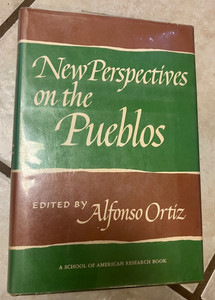 New Perspectives
on the
Pueblos
EDITED BY Alfonso Ortiz
A SCHOOL OF AMERICAN RESEARCH BOOK